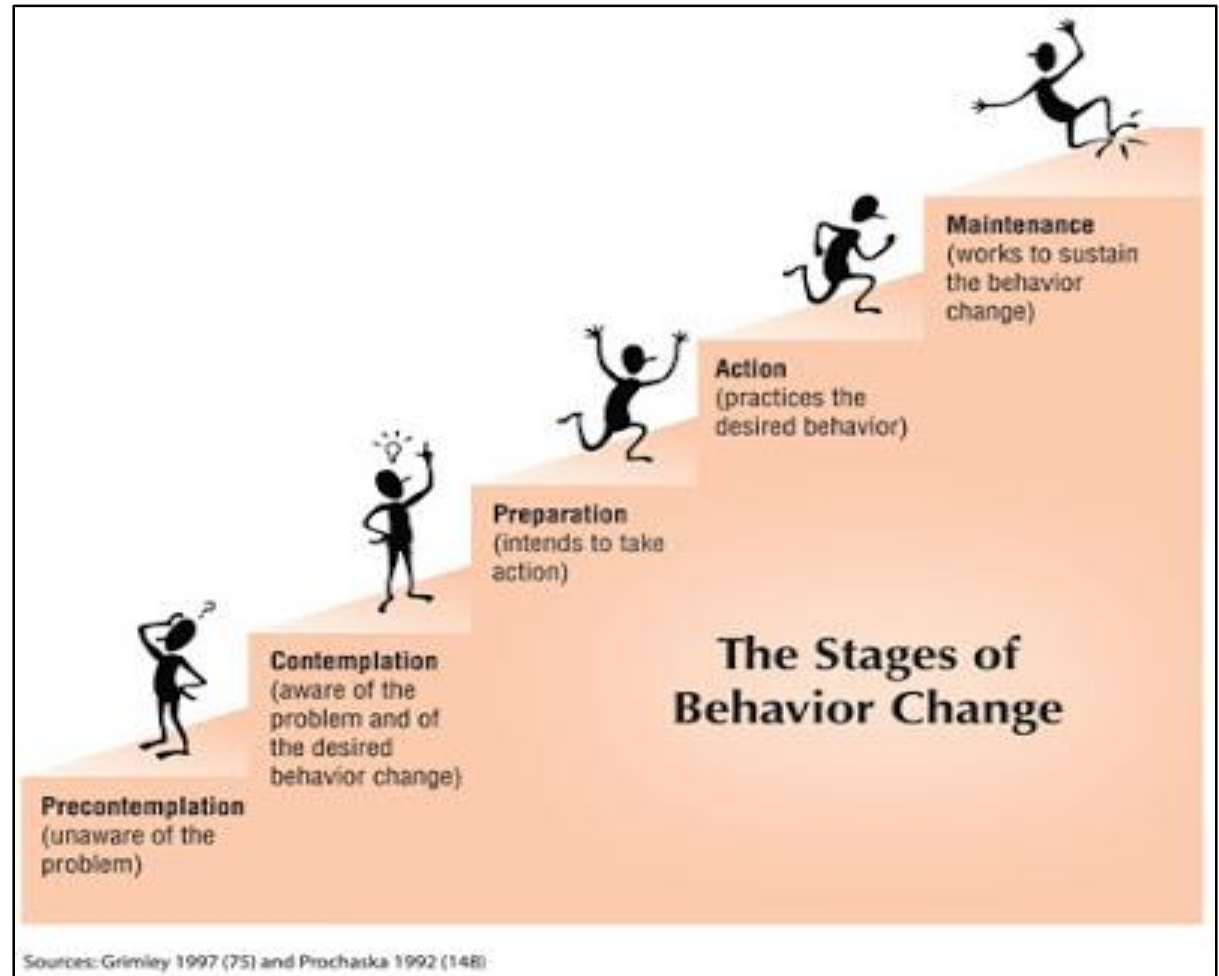 Precontemplation
(unaware of the
problem)
Contemplation
(aware of the
problem and of
the desired
behavior change)
Preparation
(intends to take
action)
Action
(practices the
desired behavior)
Maintenance
(works to sustain
the behavior
change)
?
The Stages of
Behavior Change
Sources: Grimley 1997 (75) and Prochaska 1992 (148)